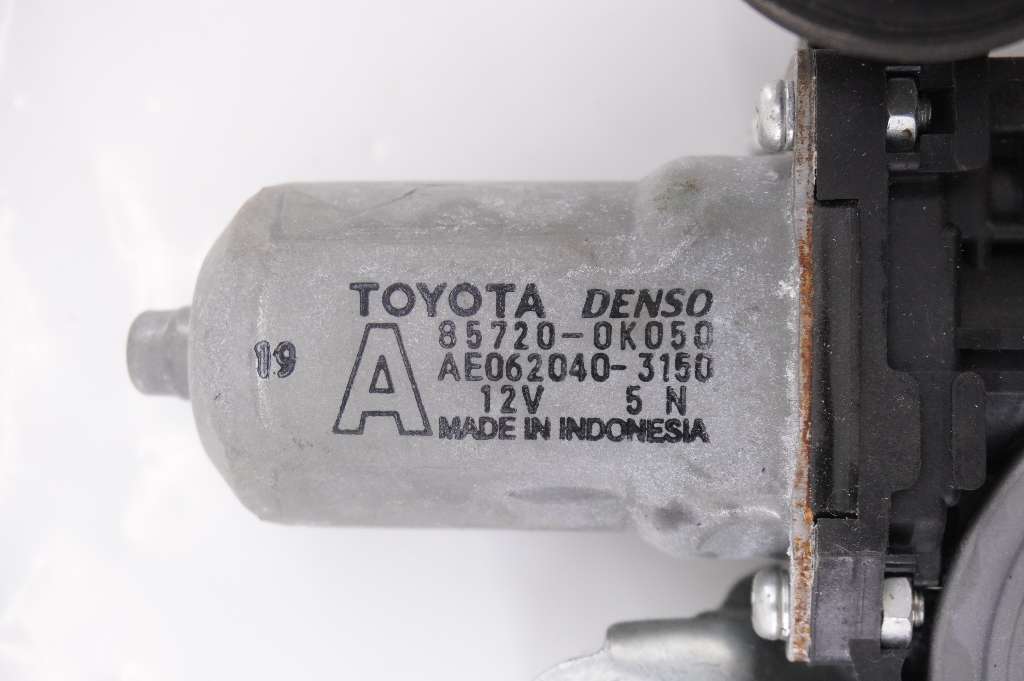 TOYOTA DENSO
85720-0K050
AE062040-3150
12V 5 N
MADE IN INDONESIA
A
19